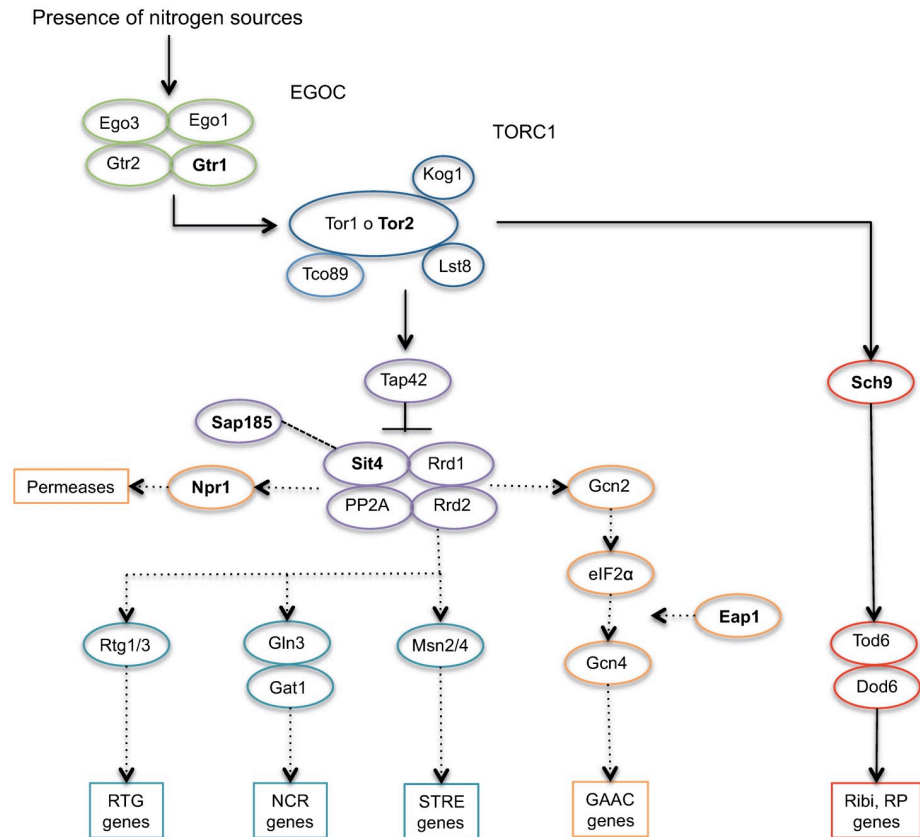 Presence of nitrogen sources
EGOC
Ego3
Ego1
Gtr2
Gtr1
TORC1
Kog1
Tor1 o Tor2
Tco89
Lst8
Tap42
Sch9
Sap185
Sit4
Rrd1
PP2A
Rrd2
Permeases
Npr1
Gcn2
eIF2α
Eap1
Rtg1/3
Gln3
Gat1
Msn2/4
Gcn4
Tod6
Dod6
RTG
genes
NCR
genes
STRE
genes
GAAC
genes
Ribi, RP
genes